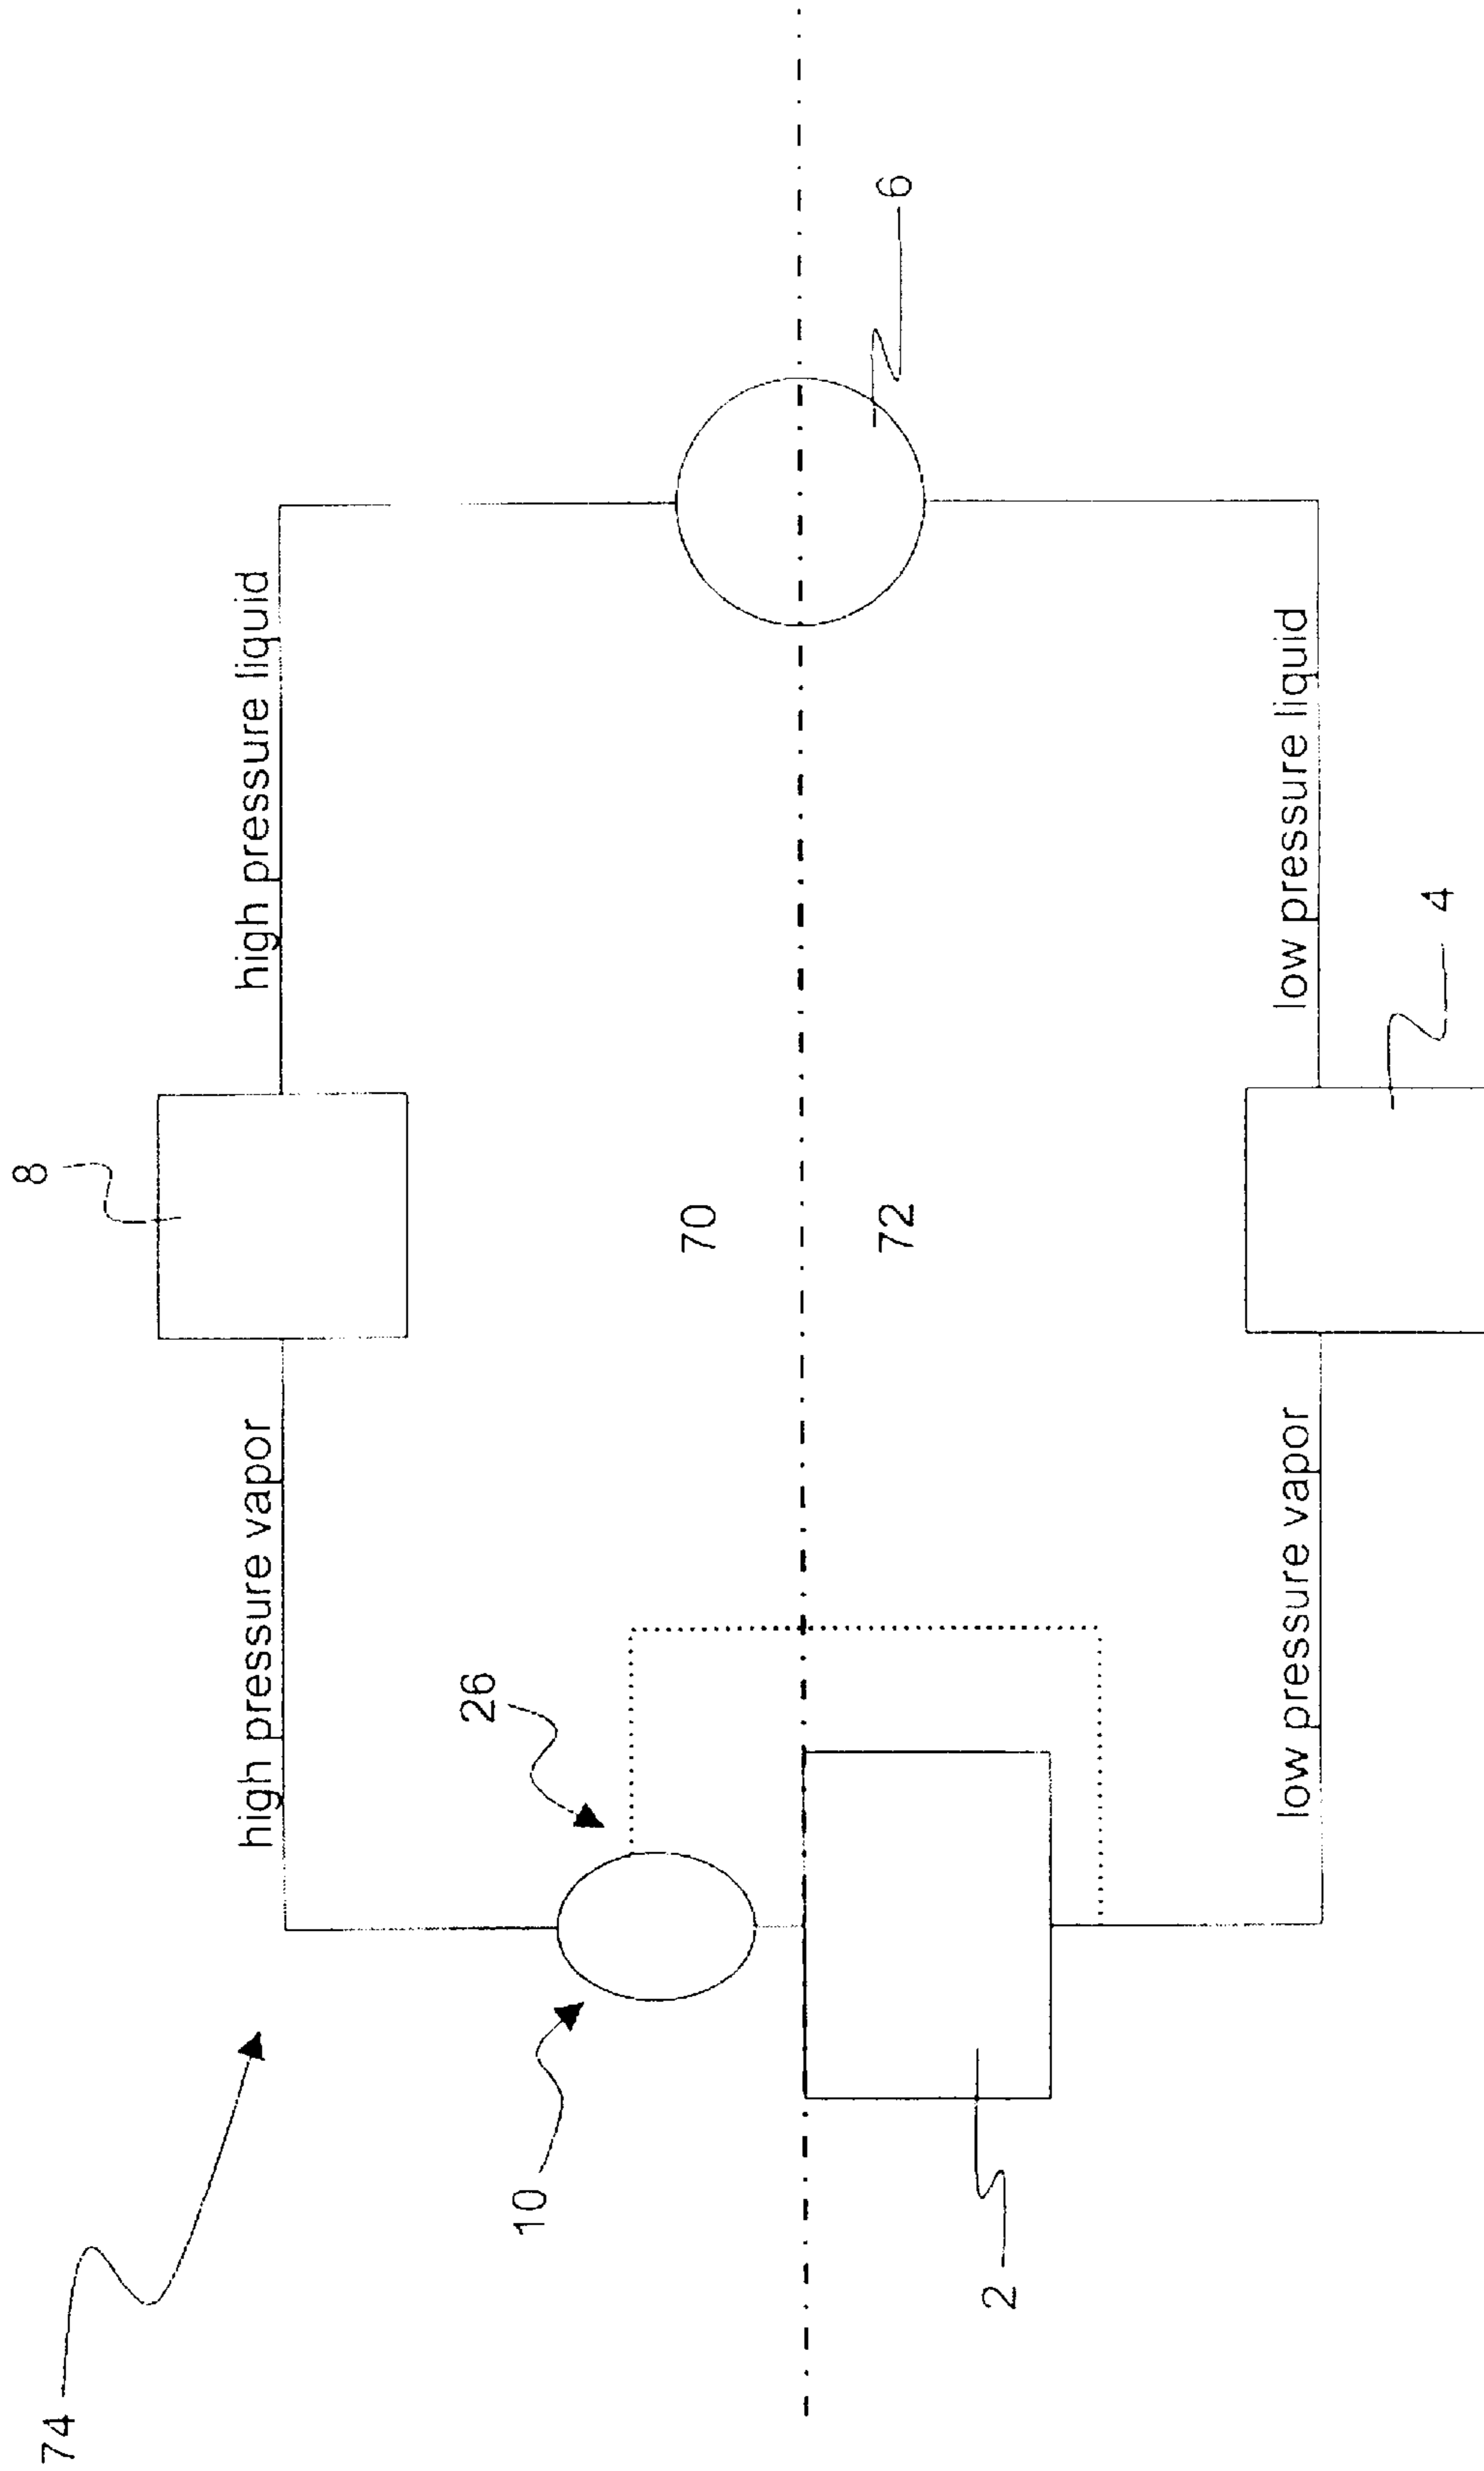 74
high pressure vapor
8
high pressure liquid
10
26
70
6
2
72
low pressure vapor
low pressure liquid
4